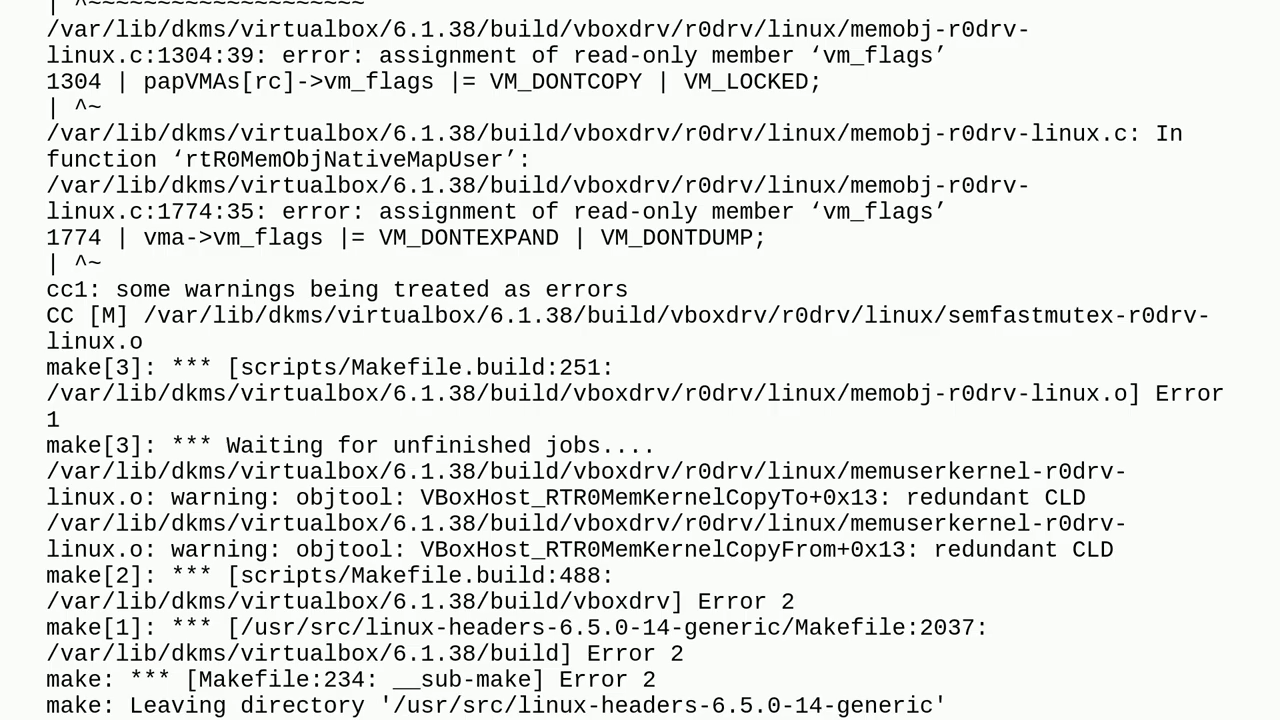 | ^~~~~~~~~~~~~~~~~~~~~
/var/lib/dkms/virtualbox/6.1.38/build/vboxdrv/r0drv/linux/memobj-r0drv-
linux.c:1304:39: error: assignment of read-only member ‘vm_flags’
1304 | papVMAs[rc]->vm_flags |= VM_DONTCOPY | VM_LOCKED;
| ^~
/var/lib/dkms/virtualbox/6.1.38/build/vboxdrv/r0drv/linux/memobj-r0drv-linux.c: In
function ‘rtR0MemObjNativeMapUser’:
/var/lib/dkms/virtualbox/6.1.38/build/vboxdrv/r0drv/linux/memobj-r0drv-
linux.c:1774:35: error: assignment of read-only member ‘vm_flags’
1774 | vma->vm_flags |= VM_DONTEXPAND | VM_DONTDUMP;
| ^~
cc1: some warnings being treated as errors
CC [M] /var/lib/dkms/virtualbox/6.1.38/build/vboxdrv/r0drv/linux/semfastmutex-r0drv-
linux.o
make[3]: *** [scripts/Makefile.build:251:
/var/lib/dkms/virtualbox/6.1.38/build/vboxdrv/r0drv/linux/memobj-r0drv-linux.o] Error
1
make[3]: *** Waiting for unfinished jobs....
/var/lib/dkms/virtualbox/6.1.38/build/vboxdrv/r0drv/linux/memuserkernel-r0drv-
linux.o: warning: objtool: VBoxHost_RTR0MemKernelCopyTo+0x13: redundant CLD
/var/lib/dkms/virtualbox/6.1.38/build/vboxdrv/r0drv/linux/memuserkernel-r0drv-
linux.o: warning: objtool: VBoxHost_RTR0MemKernelCopyFrom+0x13: redundant CLD
make[2]: *** [scripts/Makefile.build:488:
/var/lib/dkms/virtualbox/6.1.38/build/vboxdrv] Error 2
make[1]: *** [/usr/src/linux-headers-6.5.0-14-generic/Makefile:2037:
/var/lib/dkms/virtualbox/6.1.38/build] Error 2
make: *** [Makefile:234: __sub-make] Error 2
make: Leaving directory '/usr/src/linux-headers-6.5.0-14-generic'